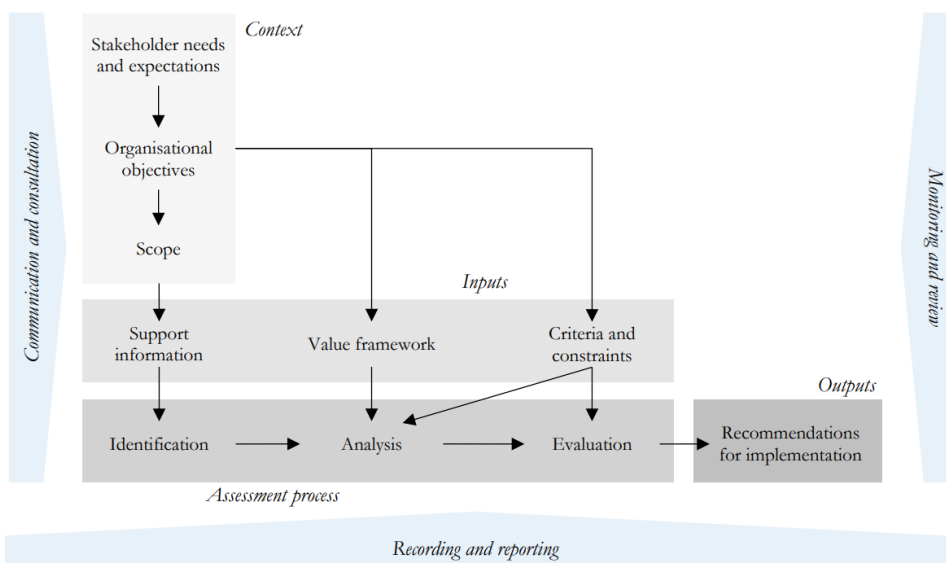 Context
Stakeholder needs
and expectations
Organisational
objectives
Scope
Communication and consultation
Monitoring and review
Inputs
Support
information
Value framework
Criteria and
constraints
Outputs
Identification
Analysis
Evaluation
Recommendations
for implementation
Assessment process
Recording and reporting